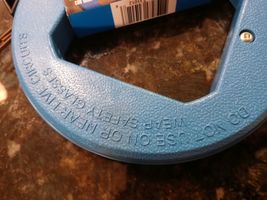 DO NOT USE ON OR NEAR LIVE CIRCUITS
WEAR SAFETY GLASSES